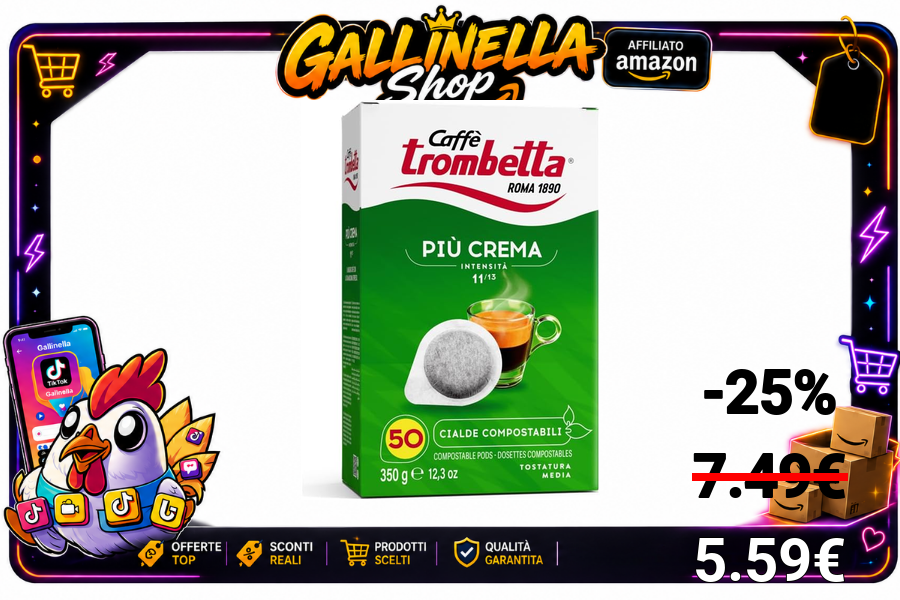 GALLINELLA
Shop
AFFILIATO
amazon
Caffè
trombetta®
ROMA 1890
PIÙ CREMA
INTENSITÀ
11/13
50
CIALDE COMPOSTABILI
COMPOSTABLE PODS - DOSETTES COMPOSTABLES
350 g ℮ 12,3 oz
TOSTATURA
MEDIA
PIÙ CREMA
Gallinella
TikTok
Gallinella
-25%
7.49€
5.59€
OFFERTE
TOP
SCONTI
REALI
PRODOTTI
SCELTI
QUALITÀ
GARANTITA